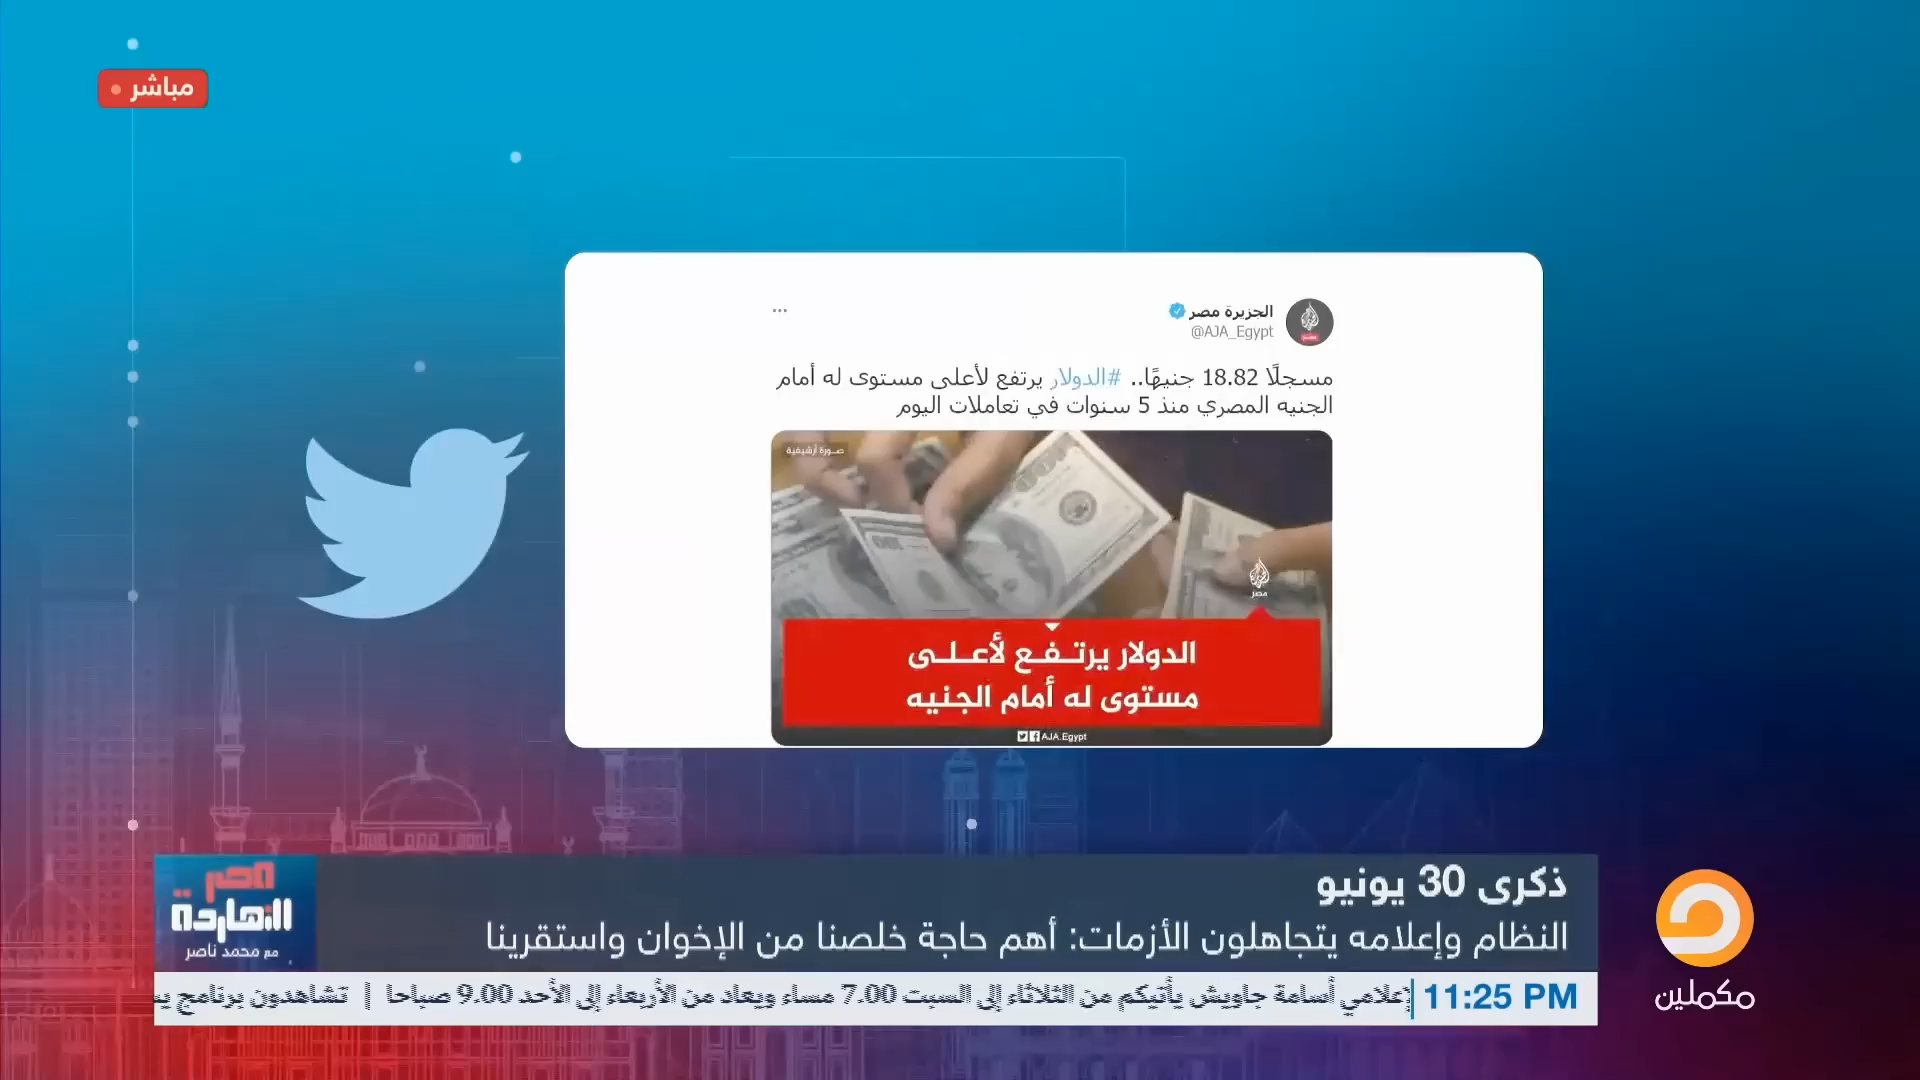 مباشر
الجزيرة مصر
@AJA_Egypt
مسجلًا 18.82 جنيهًا.. #الدولار يرتفع لأعلى مستوى له أمام
الجنيه المصري منذ 5 سنوات في تعاملات اليوم
صورة أرشيفية
مصر
الدولار يرتفع لأعلى
مستوى له أمام الجنيه
AJA.Egypt
ذكرى 30 يونيو
النظام وإعلامه يتجاهلون الأزمات: أهم حاجة خلصنا من الإخوان واستقرينا
مصر
النهاردة
مع محمد ناصر
11:25 PM
إعلامي أسامة جاويش يأتيكم من الثلاثاء إلى السبت 7.00 مساء ويعاد من الأربعاء إلى الأحد 9.00 صباحا | تشاهدون برنامج
مكملين